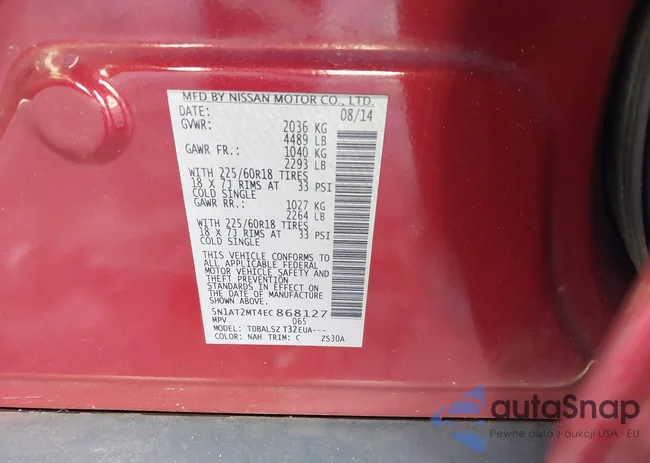 MFD BY NISSAN MOTOR CO., LTD.
DATE: 08/14
GVWR: 2036 KG
4489 LB
GAWR FR.: 1040 KG
2293 LB
WITH 225/60R18 TIRES
18 X 7J RIMS AT 33 PSI
COLD SINGLE
GAWR RR.: 1027 KG
2264 LB
WITH 225/60R18 TIRES
18 X 7J RIMS AT 33 PSI
COLD SINGLE
THIS VEHICLE CONFORMS TO
ALL APPLICABLE FEDERAL
MOTOR VEHICLE SAFETY AND
THEFT PREVENTION
STANDARDS IN EFFECT ON
THE DATE OF MANUFACTURE
SHOWN ABOVE.
5N1AT2MT4EC868127
MPV 065
MODEL: TDBALSZ T32EUA---
COLOR: NAH TRIM: C 2S30A
autaSnap
Pewne auta z aukcji USA i EU